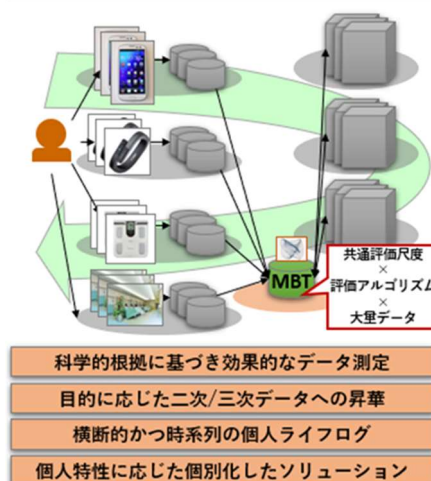 MBT
共通評価尺度
×
評価アルゴリズム
×
大量データ
科学的根拠に基づき効果的なデータ測定
目的に応じた二次/三次データへの昇華
横断的かつ時系列の個人ライフログ
個人特性に応じた個別化したソリューション